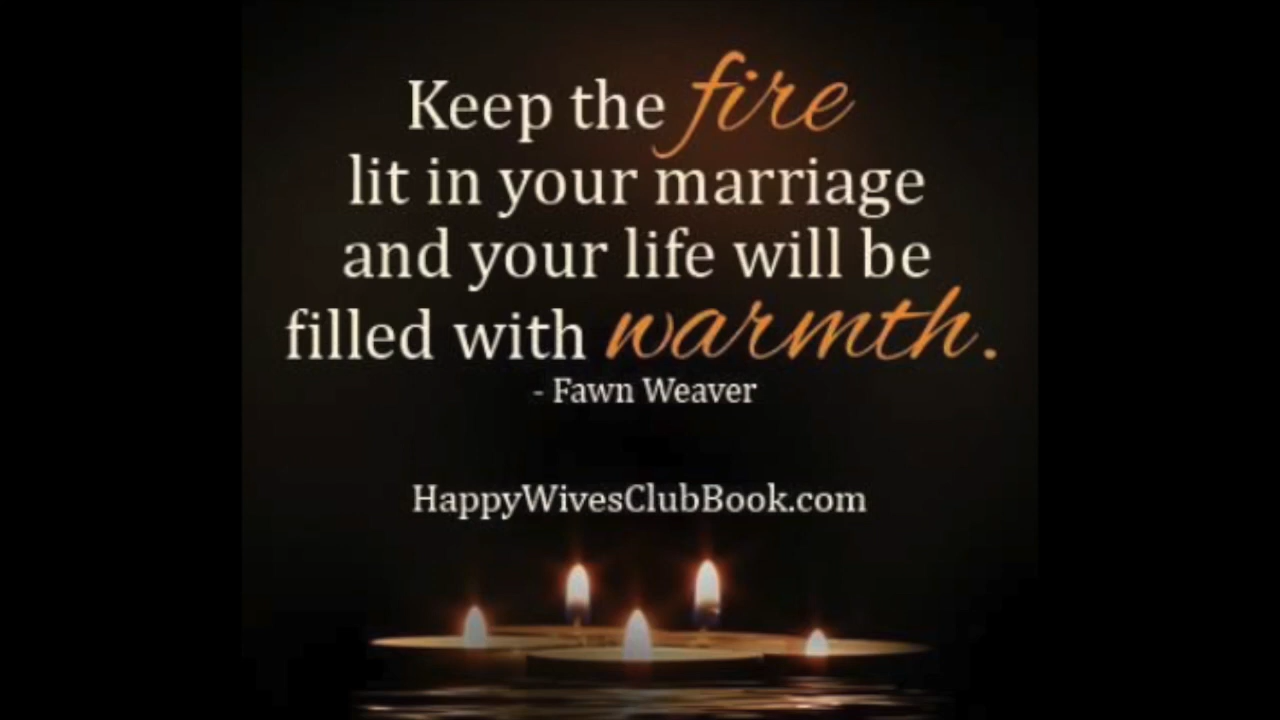 Keep the fire
lit in your marriage
and your life will be
filled with warmth.
- Fawn Weaver
HappyWivesClubBook.com